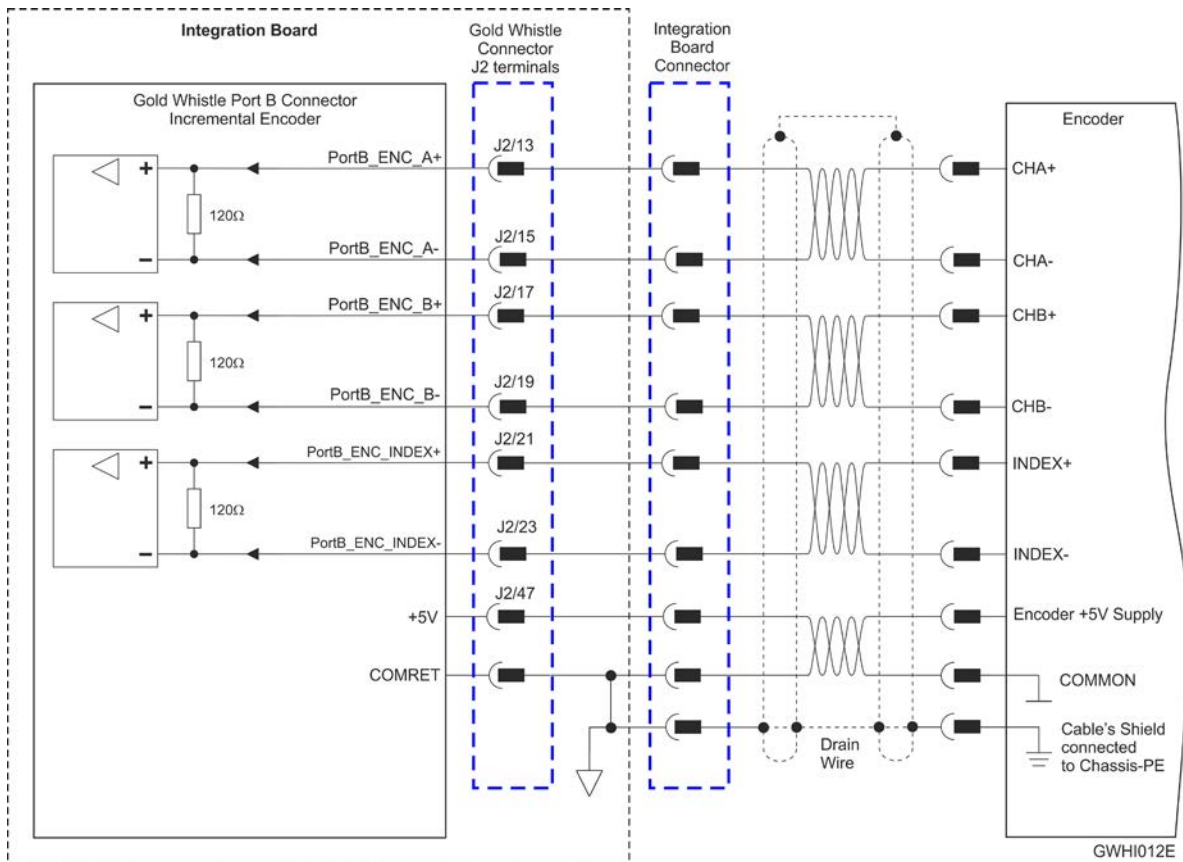 Integration Board
Gold Whistle
Connector
J2 terminals
Integration
Board
Connector
Gold Whistle Port B Connector
Incremental Encoder
Encoder
+
PortB_ENC_A+
J2/13
CHA+
120Ω
−
PortB_ENC_A-
J2/15
CHA-
+
PortB_ENC_B+
J2/17
CHB+
120Ω
−
PortB_ENC_B-
J2/19
CHB-
+
PortB_ENC_INDEX+
J2/21
INDEX+
120Ω
−
PortB_ENC_INDEX-
J2/23
INDEX-
+5V
J2/47
Encoder +5V Supply
COMRET
COMMON
Drain
Wire
Cable's Shield
connected
to Chassis-PE
GWHI012E